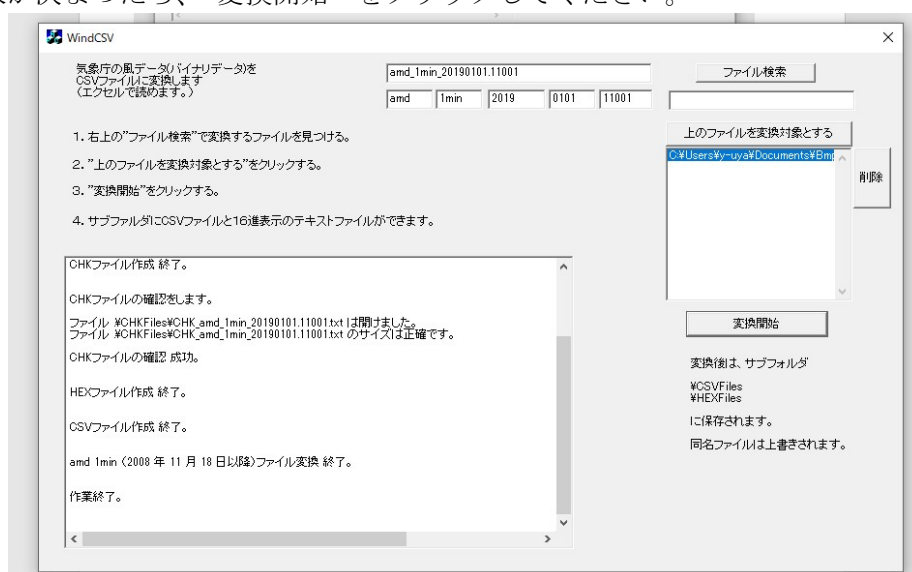 が決まったら、"変換開始"をクリックしてください。
WindCSV
気象庁の風データ(バイナリデータ)を
CSVファイルに変換します
(エクセルで読めます。)
amd_1min_20190101.11001
ファイル検索
amd 1min 2019 0101 11001
1. 右上の"ファイル検索"で変換するファイルを見つける。
上のファイルを変換対象とする
2. "上のファイルを変換対象とする"をクリックする。
C:¥Users¥y-uya¥Documents¥Bmp
削除
3. "変換開始"をクリックする。
4. サブファルダにCSVファイルと16進表示のテキストファイルができます。
CHKファイル作成 終了。
CHKファイルの確認をします。
ファイル ¥CHKFiles¥CHK_amd_1min_20190101.11001.txt は開けました。
ファイル ¥CHKFiles¥CHK_amd_1min_20190101.11001.txt のサイズは正確です。
CHKファイルの確認 成功。
HEXファイル作成 終了。
CSVファイル作成 終了。
amd 1min (2008 年 11 月 18 日以降)ファイル変換 終了。
作業終了。
変換開始
変換後は、サブフォルダ
¥CSVFiles
¥HEXFiles
に保存されます。
同名ファイルは上書きされます。